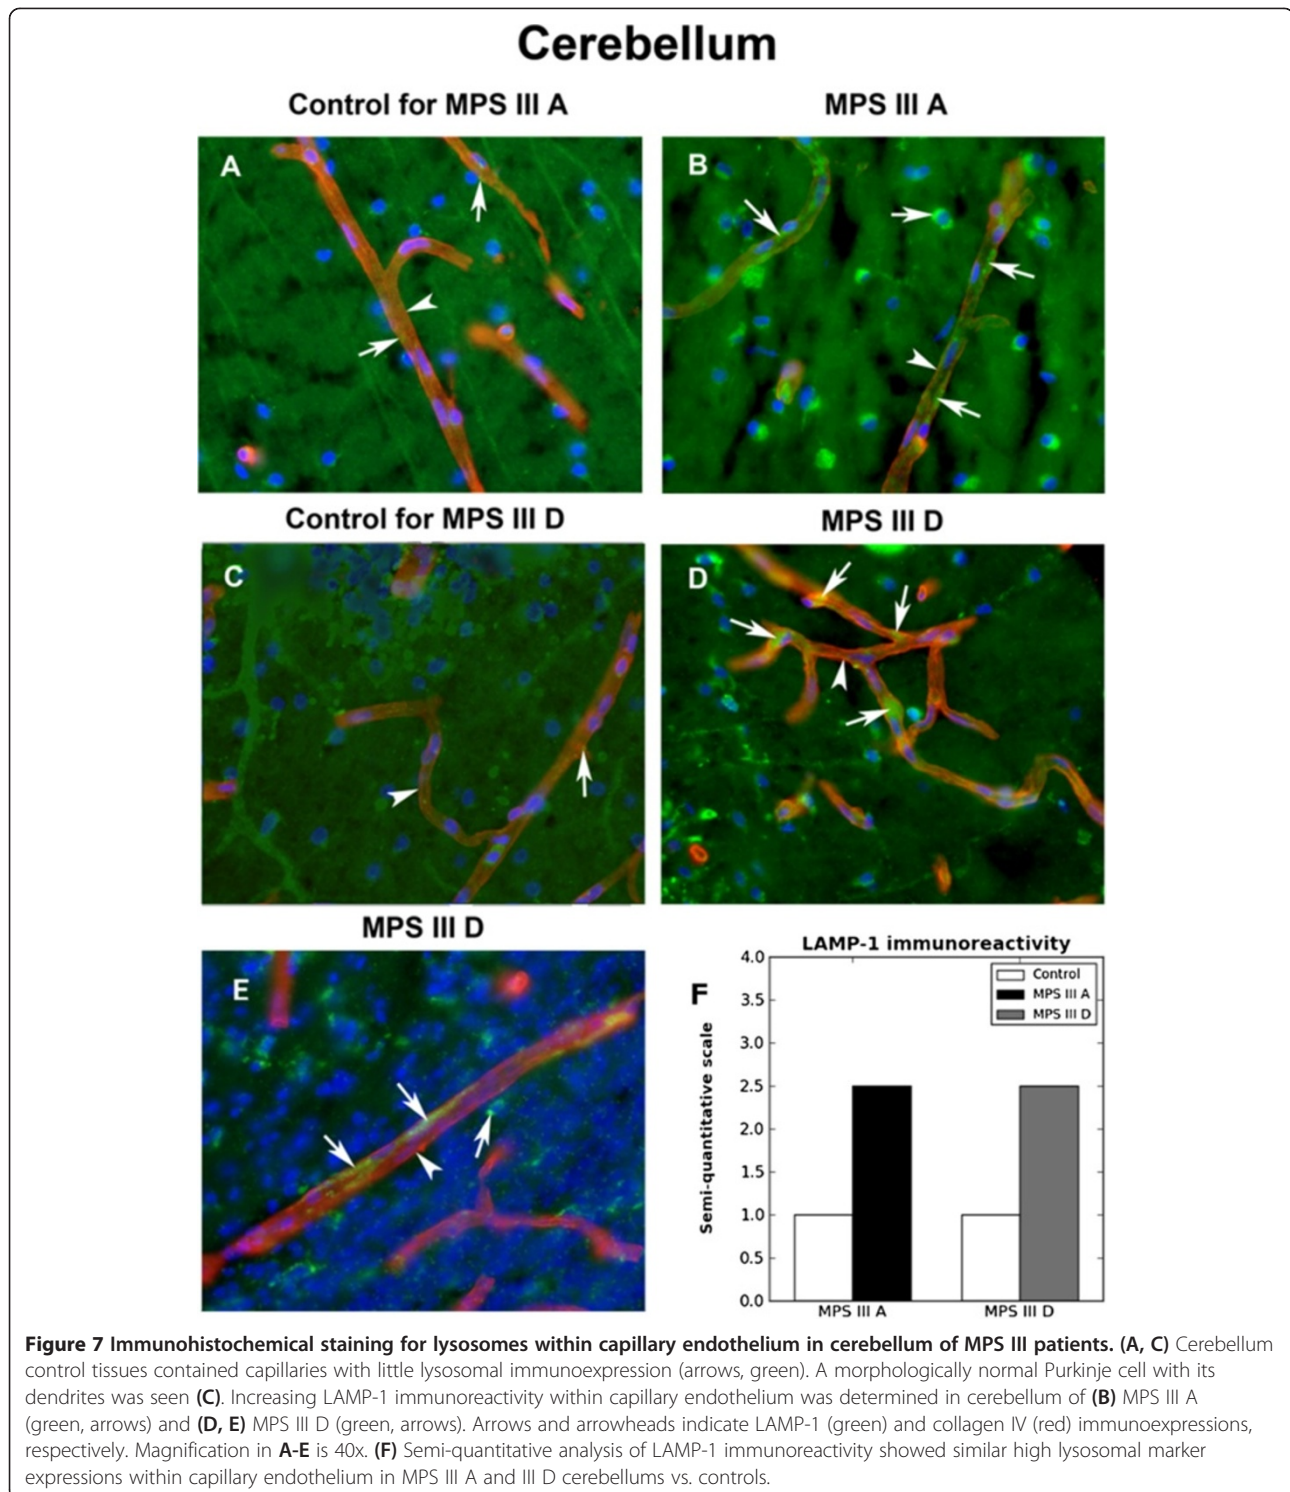 Cerebellum
Control for MPS III A
MPS III A
A
B
Control for MPS III D
MPS III D
C
D
MPS III D
E
F
LAMP-1 immunoreactivity
Semi-quantitative scale
4.0
3.5
3.0
2.5
2.0
1.5
1.0
0.5
0.0
Control
MPS III A
MPS III D
MPS III A
MPS III D
Figure 7 Immunohistochemical staining for lysosomes within capillary endothelium in cerebellum of MPS III patients. (A, C) Cerebellum
control tissues contained capillaries with little lysosomal immunoexpression (arrows, green). A morphologically normal Purkinje cell with its
dendrites was seen (C). Increasing LAMP-1 immunoreactivity within capillary endothelium was determined in cerebellum of (B) MPS III A
(green, arrows) and (D, E) MPS III D (green, arrows). Arrows and arrowheads indicate LAMP-1 (green) and collagen IV (red) immunoexpressions,
respectively. Magnification in A-E is 40x. (F) Semi-quantitative analysis of LAMP-1 immunoreactivity showed similar high lysosomal marker
expressions within capillary endothelium in MPS III A and III D cerebellums vs. controls.